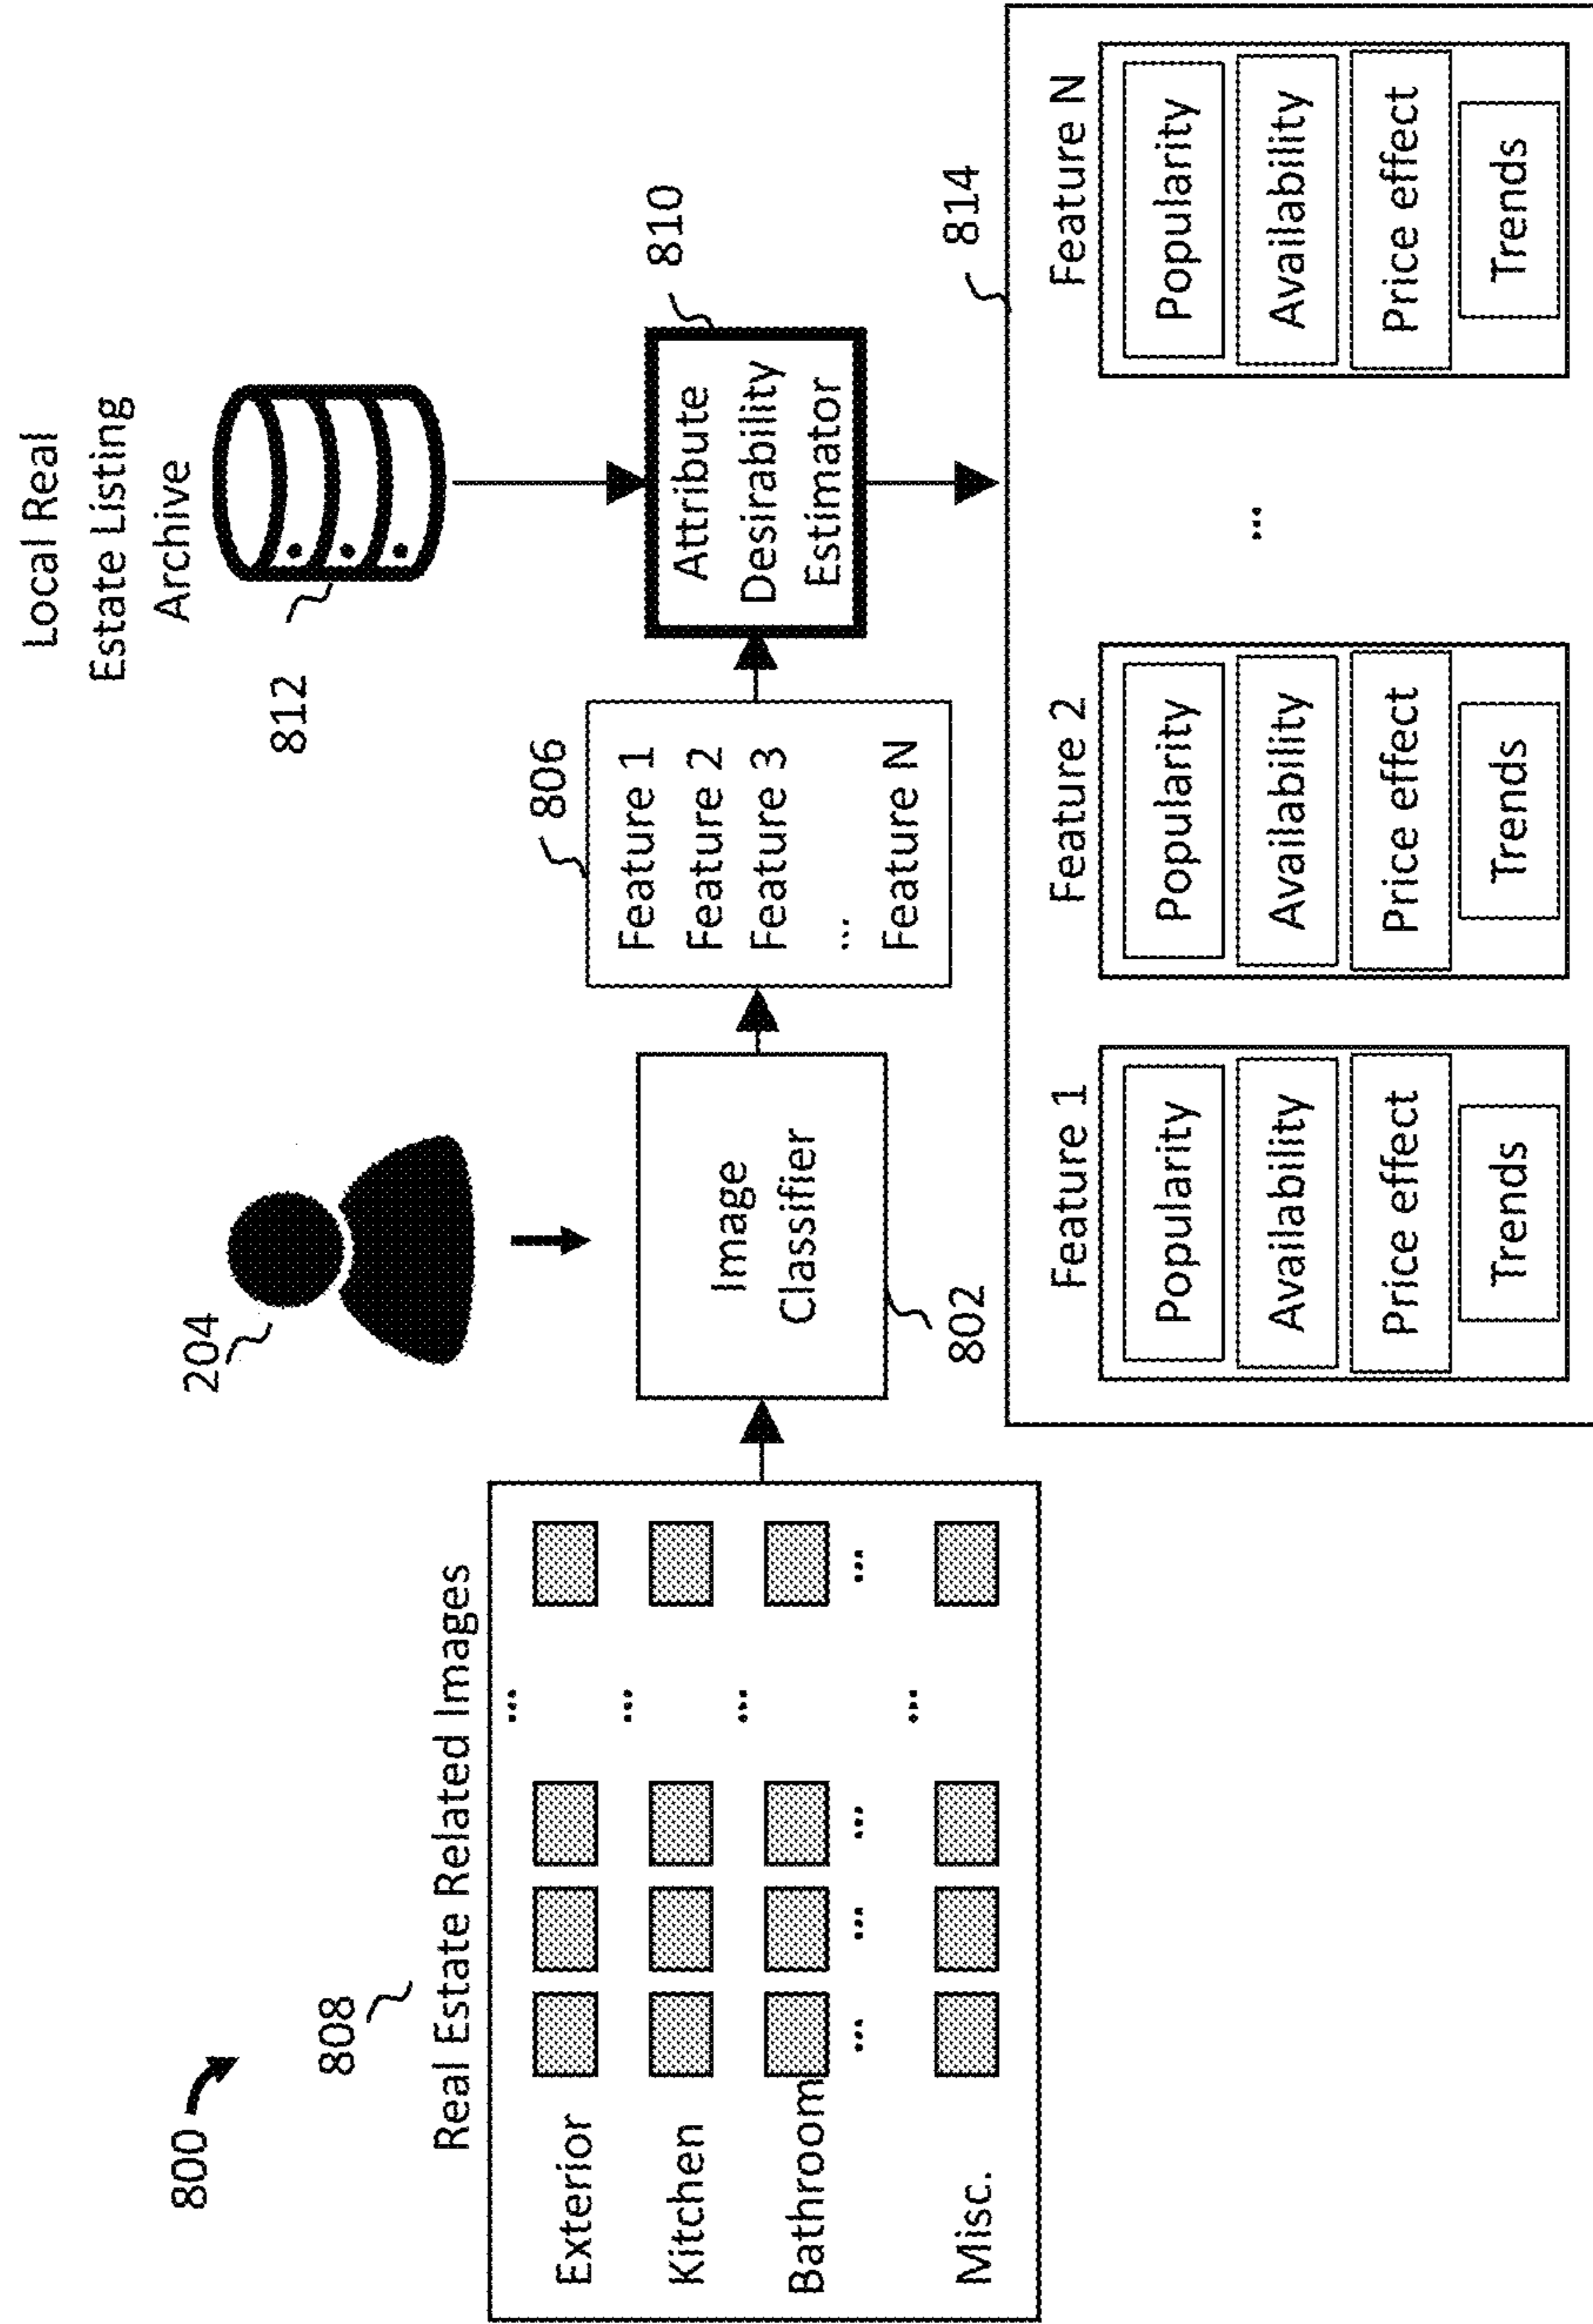 800
808
Real Estate Related Images
Exterior
...
Kitchen
...
Bathroom
...
... ... ... ...
Misc.
...
204
Image
Classifier
802
806
Feature 1
Feature 2
Feature 3
...
Feature N
Local Real
Estate Listing
Archive
812
810
Attribute
Desirability
Estimator
814
Feature 1
Popularity
Availability
Price effect
Trends
Feature 2
Popularity
Availability
Price effect
Trends
...
Feature N
Popularity
Availability
Price effect
Trends